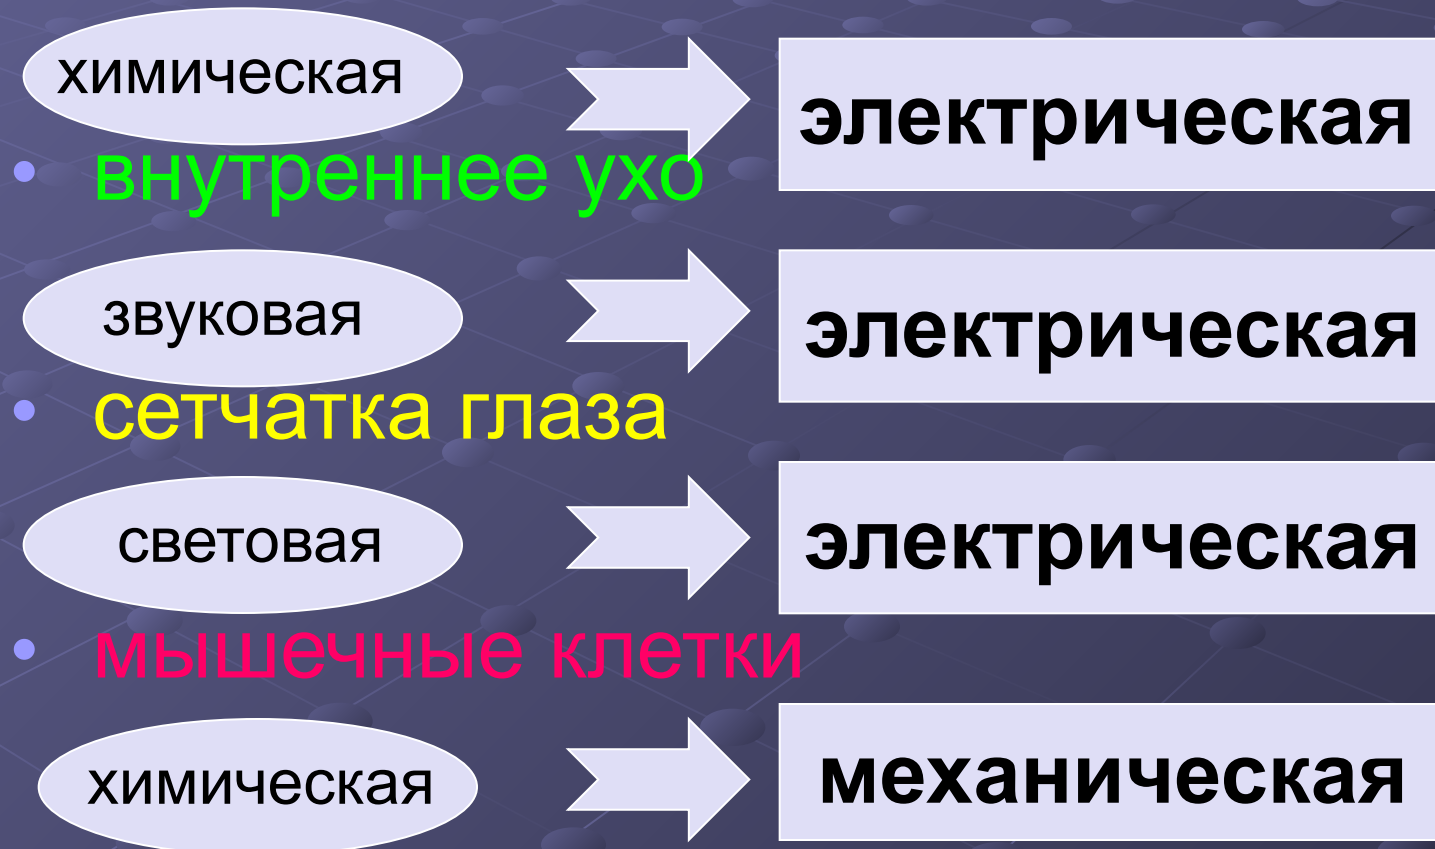 химическая электрическая
• внутреннее ухо
звуковая электрическая
• сетчатка глаза
световая электрическая
• мышечные клетки
химическая механическая